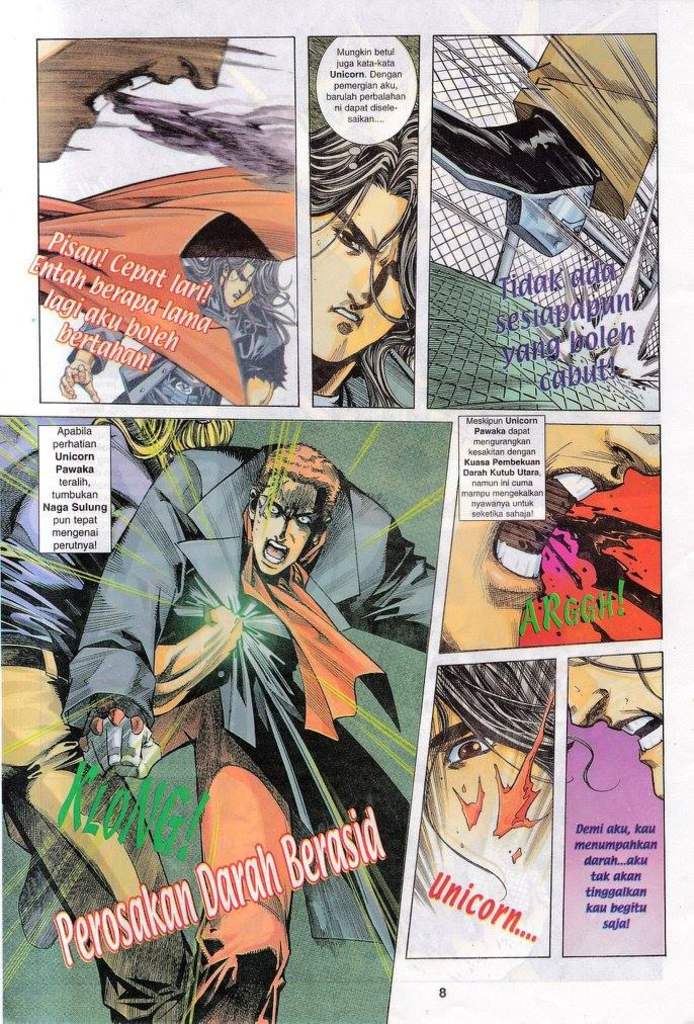 Pisau! Cepat lari!
Entah berapa lama
lagi aku boleh
bertahan!
Mungkin betul
juga kata-kata
Unicorn. Dengan
pemergian aku,
barulah perbalahan
ni dapat disele-
saikan....
Tidak ada
sesiapapun
yang boleh
cabut!
Apabila
perhatian
Unicorn
Pawaka
teralih,
tumbukan
Naga Sulung
pun tepat
mengenai
perutnya!
KLONG!
Perosakan Darah Berasid
Meskipun Unicorn
Pawaka dapat
mengurangkan
kesakitan dengan
Kuasa Pembekuan
Darah Kutub Utara,
namun ini cuma
mampu mengekalkan
nyawanya untuk
seketika sahaja!
ARGGH!
Unicorn....
Demi aku, kau
menumpahkan
darah...aku
tak akan
tinggalkan
kau begitu
saja!
8